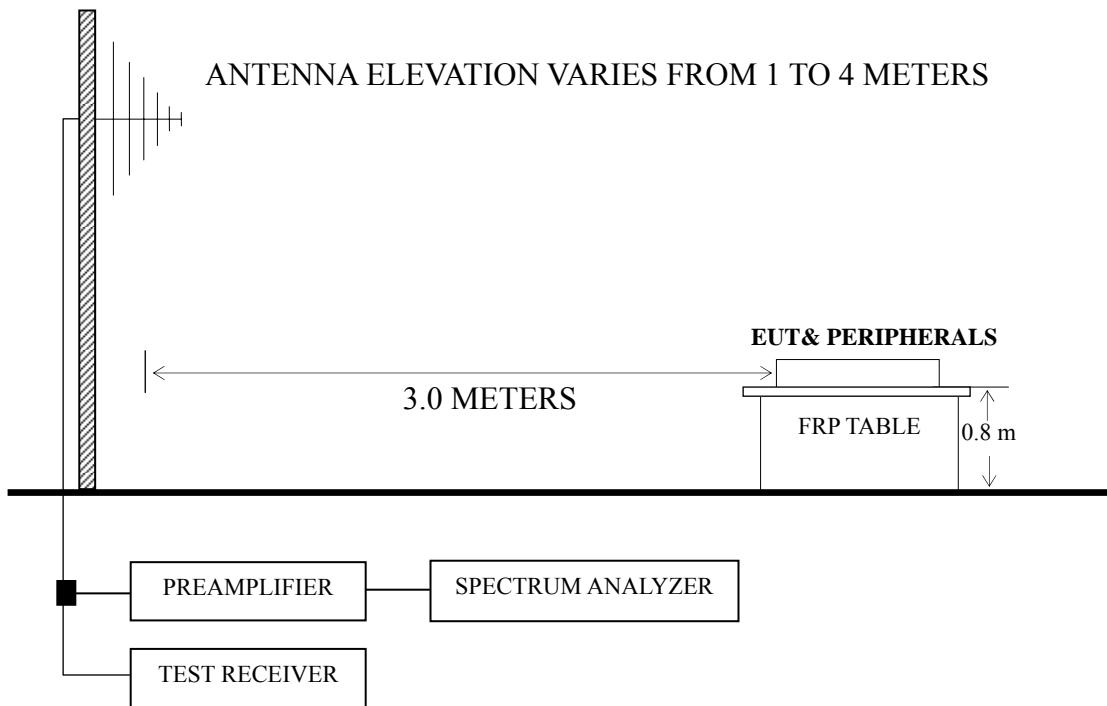 ANTENNA ELEVATION VARIES FROM 1 TO 4 METERS
EUT& PERIPHERALS
3.0 METERS
FRP TABLE
0.8 m
PREAMPLIFIER
SPECTRUM ANALYZER
TEST RECEIVER